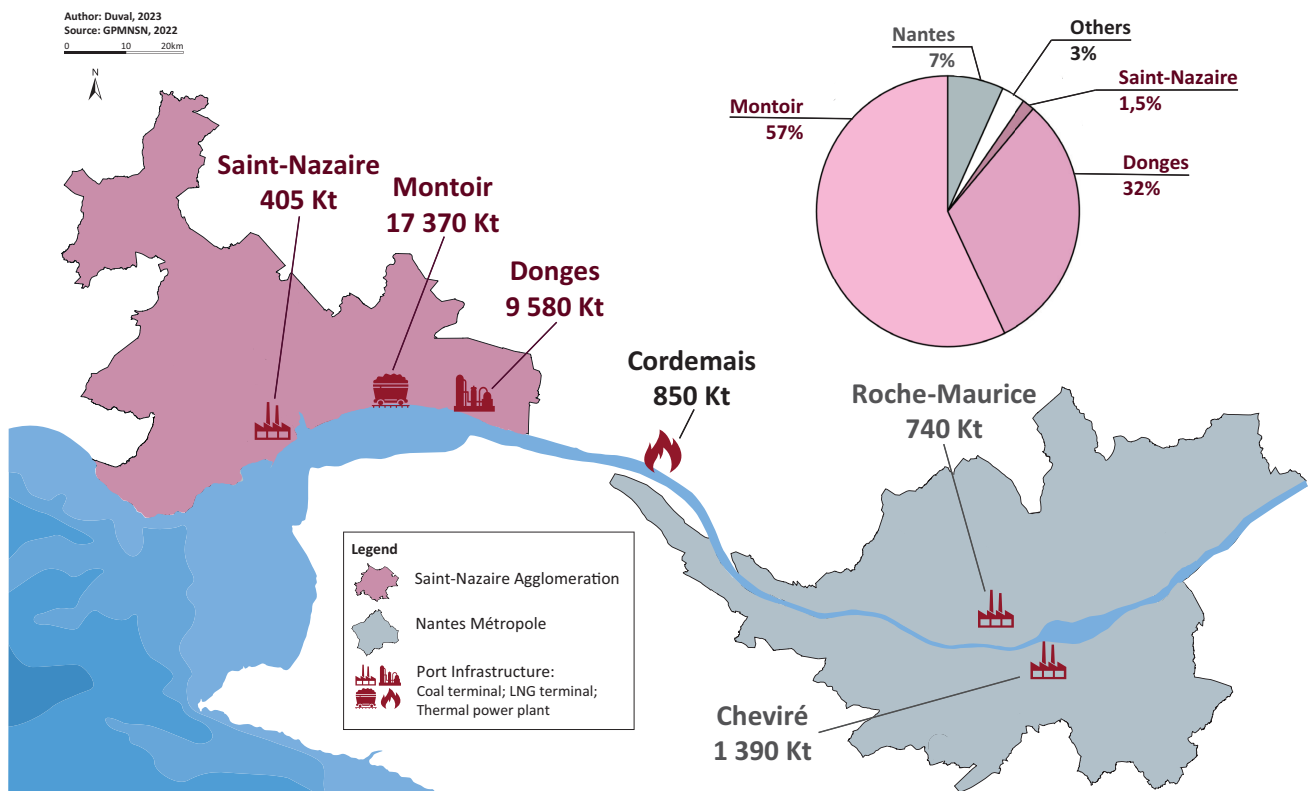 Author: Duval, 2023
Source: GPMNSN, 2022
0 10 20km
N
Nantes
7%
Others
3%
Saint-Nazaire
1,5%
Montoir
57%
Donges
32%
Saint-Nazaire
405 Kt
Montoir
17 370 Kt
Donges
9 580 Kt
Cordemais
850 Kt
Roche-Maurice
740 Kt
Cheviré
1 390 Kt
Legend
Saint-Nazaire Agglomeration
Nantes Métropole
Port Infrastructure:
Coal terminal; LNG terminal;
Thermal power plant